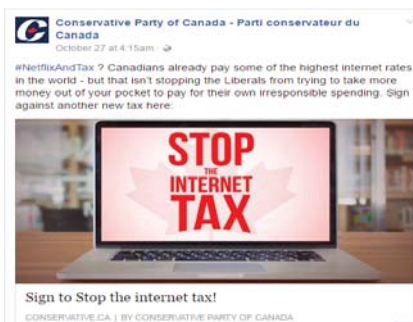 Conservative Party of Canada - Parti conservateur du
Canada
October 27 at 4:15am ·
#NetflixAndTax ? Canadians already pay some of the highest internet rates
in the world - but that isn't stopping the Liberals from trying to take more
money out of your pocket to pay for their own irresponsible spending. Sign
against another new tax here:
STOP
THE
INTERNET
TAX
Sign to Stop the internet tax!
CONSERVATIVE.CA | BY CONSERVATIVE PARTY OF CANADA